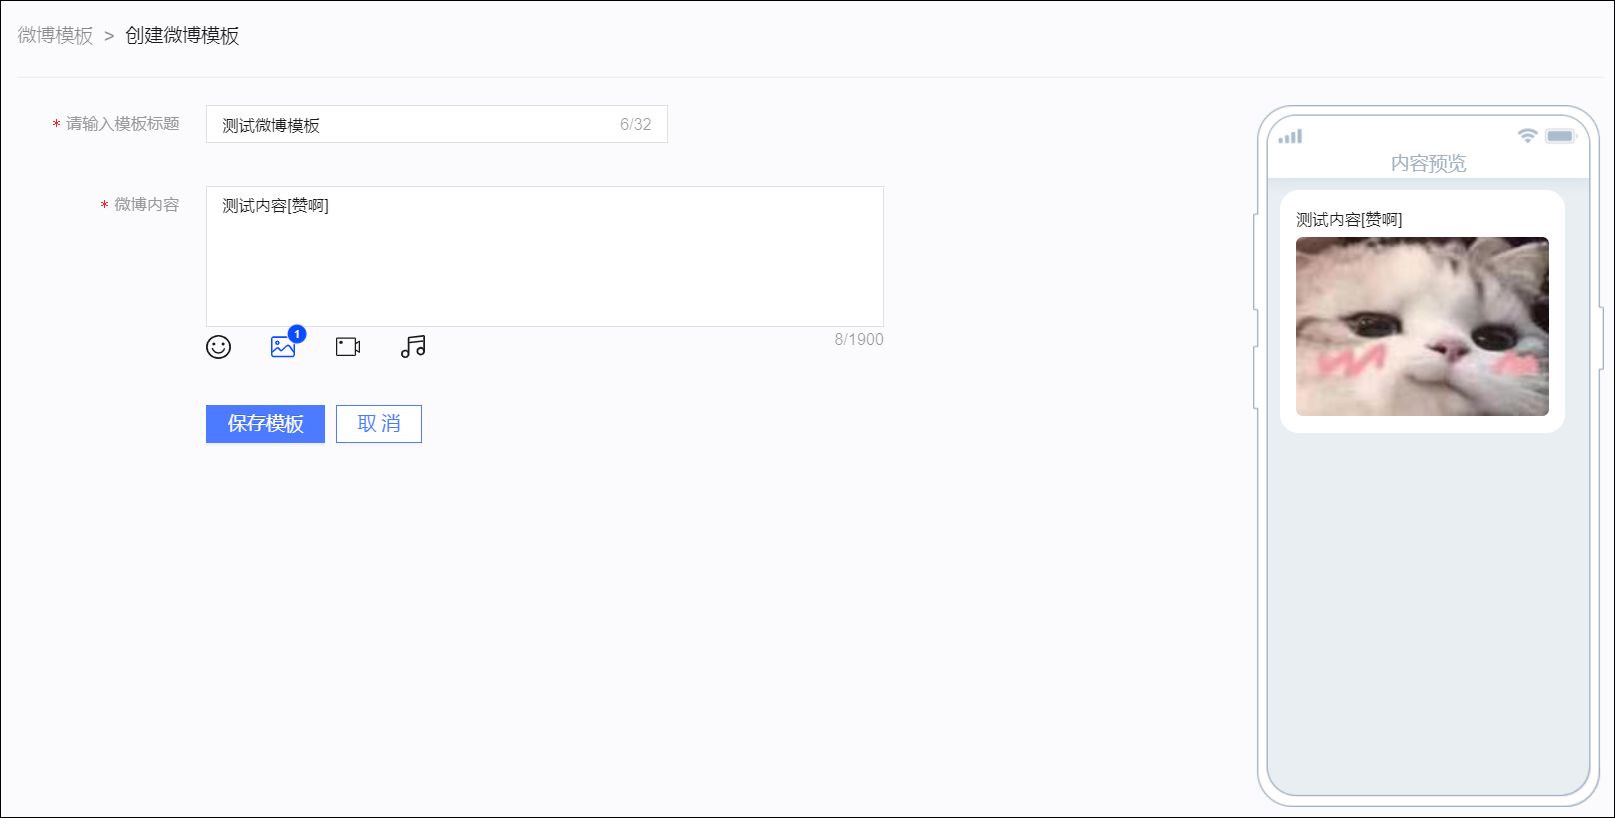 微博模板 > 创建微博模板
* 请输入模板标题
测试微博模板 6/32
* 微博内容
测试内容[赞啊]
1
8/1900
保存模板 取 消
内容预览
测试内容[赞啊]